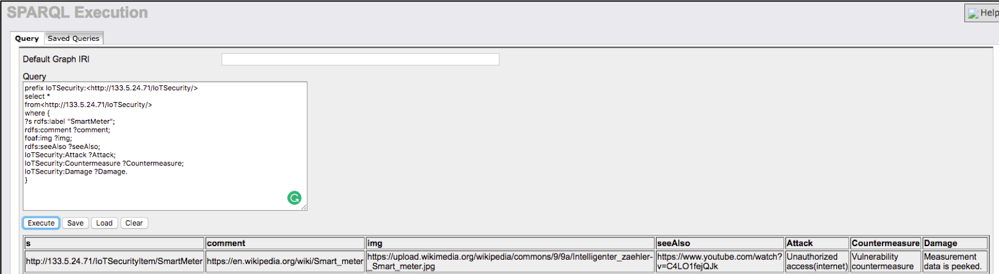 SPARQL Execution
Help
Query Saved Queries
Default Graph IRI
Query
prefix IoTSecurity:<http://133.5.24.71/IoTSecurity/>
select *
from<http://133.5.24.71/IoTSecurity/>
where {
?s rdfs:label "SmartMeter";
rdfs:comment ?comment;
foaf:img ?img;
rdfs:seeAlso ?seeAlso;
IoTSecurity:Attack ?Attack;
IoTSecurity:Countermeasure ?Countermeasure;
IoTSecurity:Damage ?Damage.
}
Execute Save Load Clear
s comment img seeAlso Attack Countermeasure Damage
http://133.5.24.71/IoTSecurityItem/SmartMeter
https://en.wikipedia.org/wiki/Smart_meter
https://upload.wikimedia.org/wikipedia/commons/9/9a/Intelligenter_zaehler-
_Smart_meter.jpg
https://www.youtube.com/watch?
v=C4LO1fejQJk
Unauthorized
access(internet)
Vulnerability
countermeasure
Measurement
data is peeked.